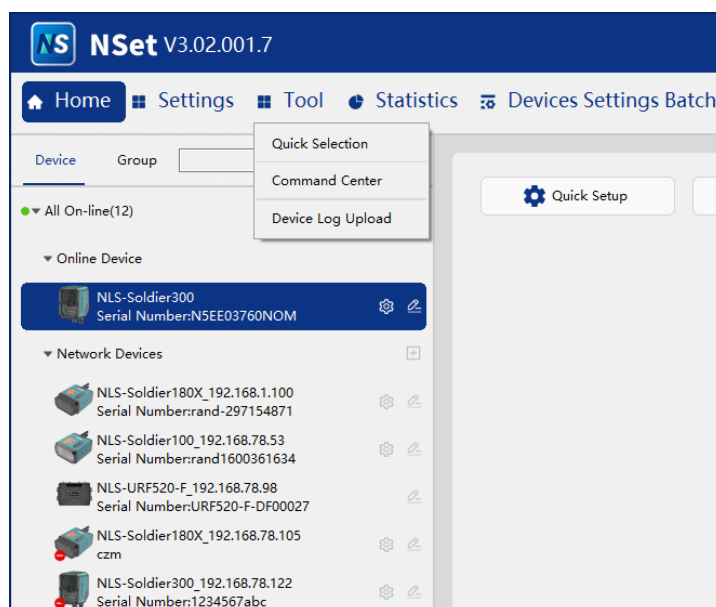 NS NSet V3.02.001.7
Home Settings Tool Statistics Devices Settings Batch
Quick Selection
Command Center
Device Log Upload
Device Group
Quick Setup
All On-line(12)
Online Device
NLS-Soldier300
Serial Number:N5EE03760NOM
Network Devices
NLS-Soldier180X_192.168.1.100
Serial Number:rand-297154871
NLS-Soldier100_192.168.78.53
Serial Number:rand1600361634
NLS-URF520-F_192.168.78.98
Serial Number:URF520-F-DF00027
NLS-Soldier180X_192.168.78.105
czm
NLS-Soldier300_192.168.78.122
Serial Number:1234567abc